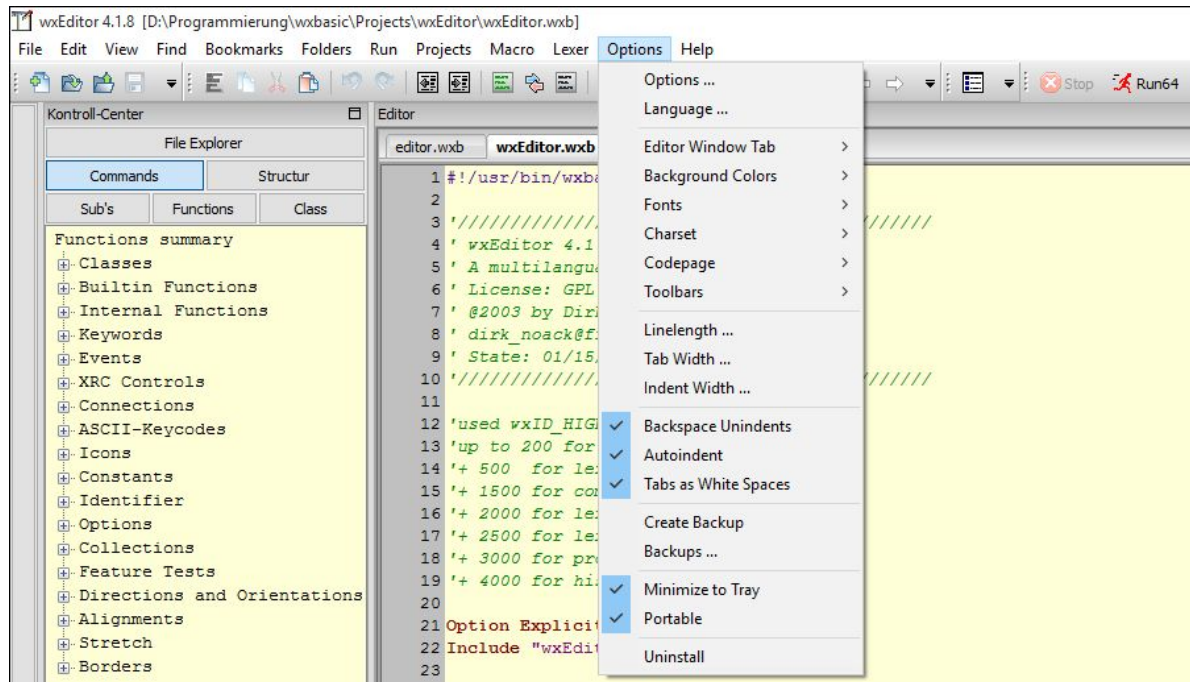 wxEditor 4.1.8 [D:\Programmierung\wxbasic\Projects\wxEditor\wxEditor.wxb]
File Edit View Find Bookmarks Folders Run Projects Macro Lexer Options Help
Stop Run64
Kontroll-Center
File Explorer
Commands Structur
Sub's Functions Class
Functions summary
Classes
Builtin Functions
Internal Functions
Keywords
Events
XRC Controls
Connections
ASCII-Keycodes
Icons
Constants
Identifier
Options
Collections
Feature Tests
Directions and Orientations
Alignments
Stretch
Borders
Editor
editor.wxb wxEditor.wxb
1 #!/usr/bin/wxba
2
3 '//////////////// //////
4 ' wxEditor 4.1
5 ' A multilangua
6 ' License: GPL
7 ' @2003 by Dir
8 ' dirk_noack@f
9 ' State: 01/15
10 '//////////////// //////
11
12 'used wxID_HIG
13 'up to 200 for
14 '+ 500 for le
15 '+ 1500 for co
16 '+ 2000 for le
17 '+ 2500 for le
18 '+ 3000 for pr
19 '+ 4000 for hi
20
21 Option Explicit
22 Include "wxEdit
23
Options ...
Language ...
Editor Window Tab
Background Colors
Fonts
Charset
Codepage
Toolbars
Linelength ...
Tab Width ...
Indent Width ...
Backspace Unindents
Autoindent
Tabs as White Spaces
Create Backup
Backups ...
Minimize to Tray
Portable
Uninstall